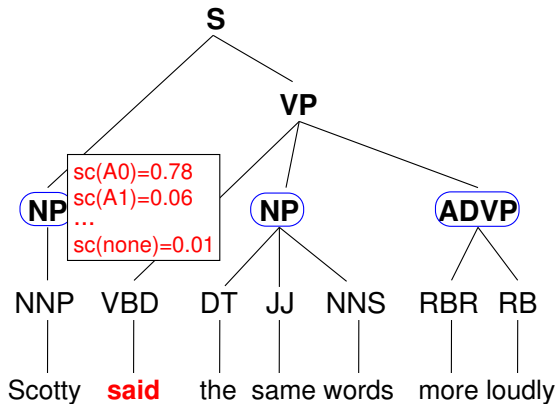 S
VP
sc(A0)=0.78
sc(A1)=0.06
...
sc(none)=0.01
NP NP ADVP
NNP VBD DT JJ NNS RBR RB
Scotty said the same words more loudly